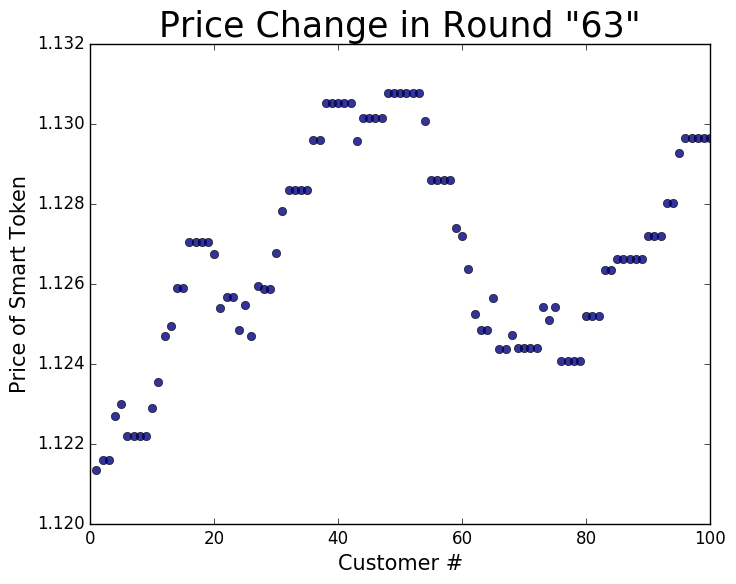 Price Change in Round "63"
1.132
1.130
1.128
1.126
1.124
1.122
1.120
Price of Smart Token
0 20 40 60 80 100
Customer #